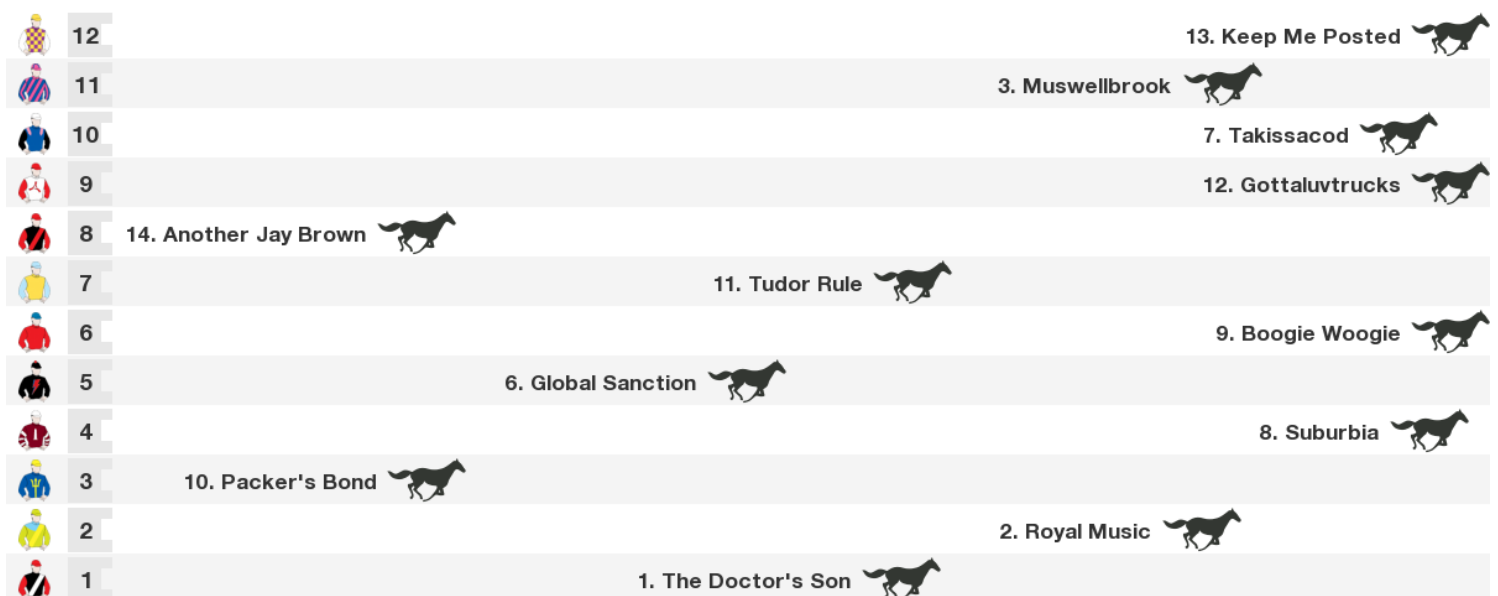 12 13. Keep Me Posted
11 3. Muswellbrook
10 7. Takissacod
9 12. Gottaluvtrucks
8 14. Another Jay Brown
7 11. Tudor Rule
6 9. Boogie Woogie
5 6. Global Sanction
4 8. Suburbia
3 10. Packer's Bond
2 2. Royal Music
1 1. The Doctor's Son